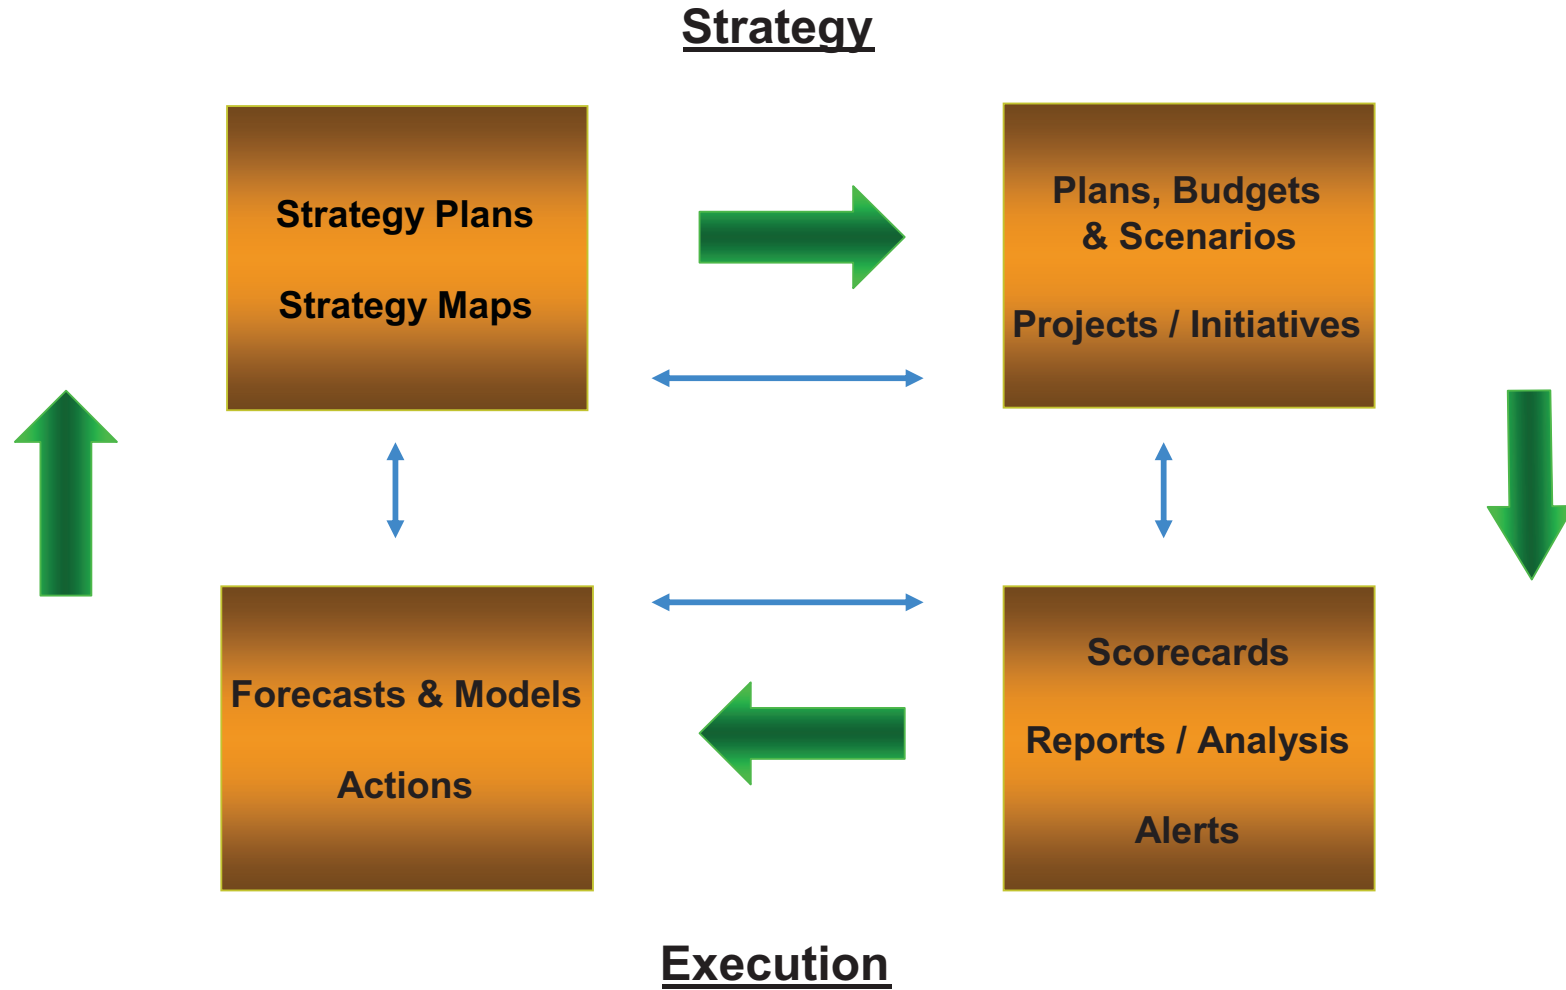 Strategy
Strategy Plans
Strategy Maps
Plans, Budgets
& Scenarios
Projects / Initiatives
Forecasts & Models
Actions
Scorecards
Reports / Analysis
Alerts
Execution